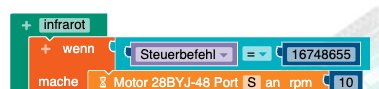 + infrarot
+ wenn Steuerbefehl = 16748655
mache Motor 28BYJ-48 Port S an rpm 10